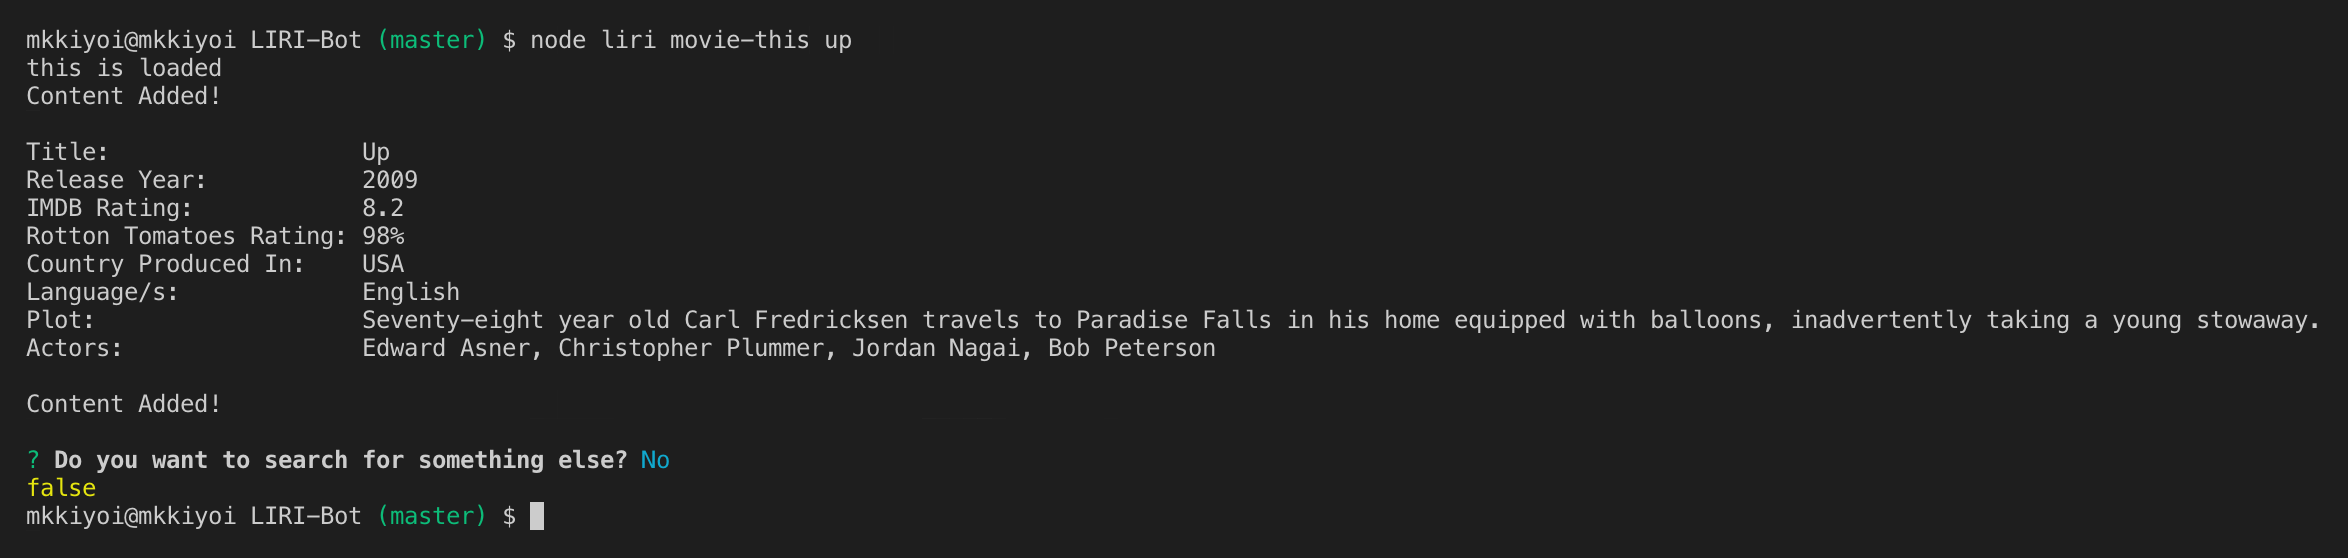 mkkiyoi@mkkiyoi LIRI-Bot (master) $ node liri movie-this up
this is loaded
Content Added!
Title: Up
Release Year: 2009
IMDB Rating: 8.2
Rotton Tomatoes Rating: 98%
Country Produced In: USA
Language/s: English
Plot: Seventy-eight year old Carl Fredricksen travels to Paradise Falls in his home equipped with balloons, inadvertently taking a young stowaway.
Actors: Edward Asner, Christopher Plummer, Jordan Nagai, Bob Peterson
Content Added!
? Do you want to search for something else? No
false
mkkiyoi@mkkiyoi LIRI-Bot (master) $